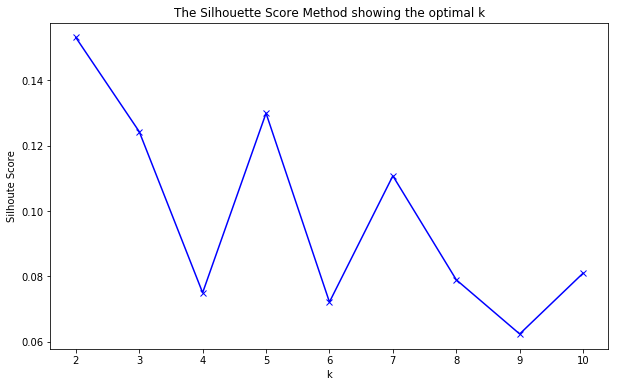 The Silhouette Score Method showing the optimal k
0.14
0.12
0.10
0.08
0.06
Silhoute Score
2 3 4 5 6 7 8 9 10
k